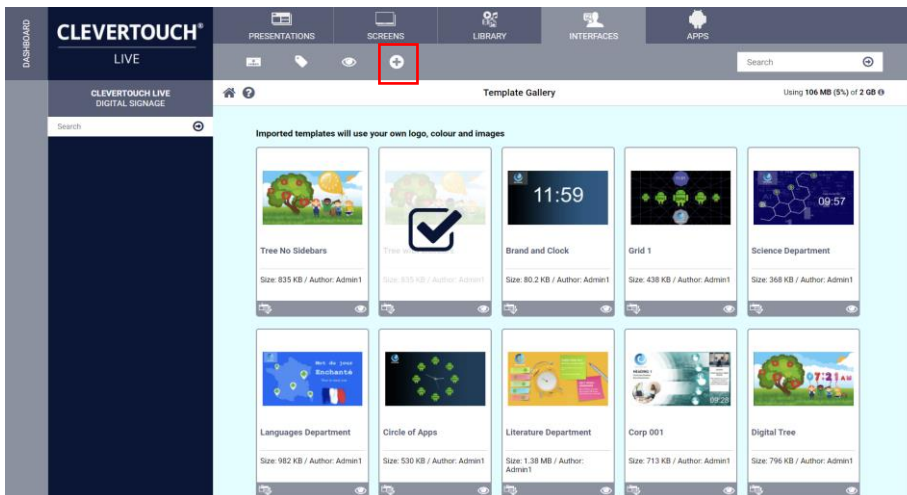 DASHBOARD
CLEVERTOUCH®
LIVE
PRESENTATIONS
SCREENS
LIBRARY
INTERFACES
APPS
Search
CLEVERTOUCH LIVE
DIGITAL SIGNAGE
Search
Template Gallery
Using 106 MB (5%) of 2 GB
Imported templates will use your own logo, colour and images
11:59
09:57
Tree No Sidebars
Brand and Clock
Grid 1
Science Department
Size: 835 KB / Author: Admin1
Size: 835 KB / Author: Admin1
Size: 80.2 KB / Author: Admin1
Size: 438 KB / Author: Admin1
Size: 368 KB / Author: Admin1
Mot du jour
Enchanté
HEADING 1
09:28
07:21 AM
Languages Department
Circle of Apps
Literature Department
Corp 001
Digital Tree
Size: 982 KB / Author: Admin1
Size: 530 KB / Author: Admin1
Size: 1.38 MB / Author:
Admin1
Size: 713 KB / Author: Admin1
Size: 796 KB / Author: Admin1